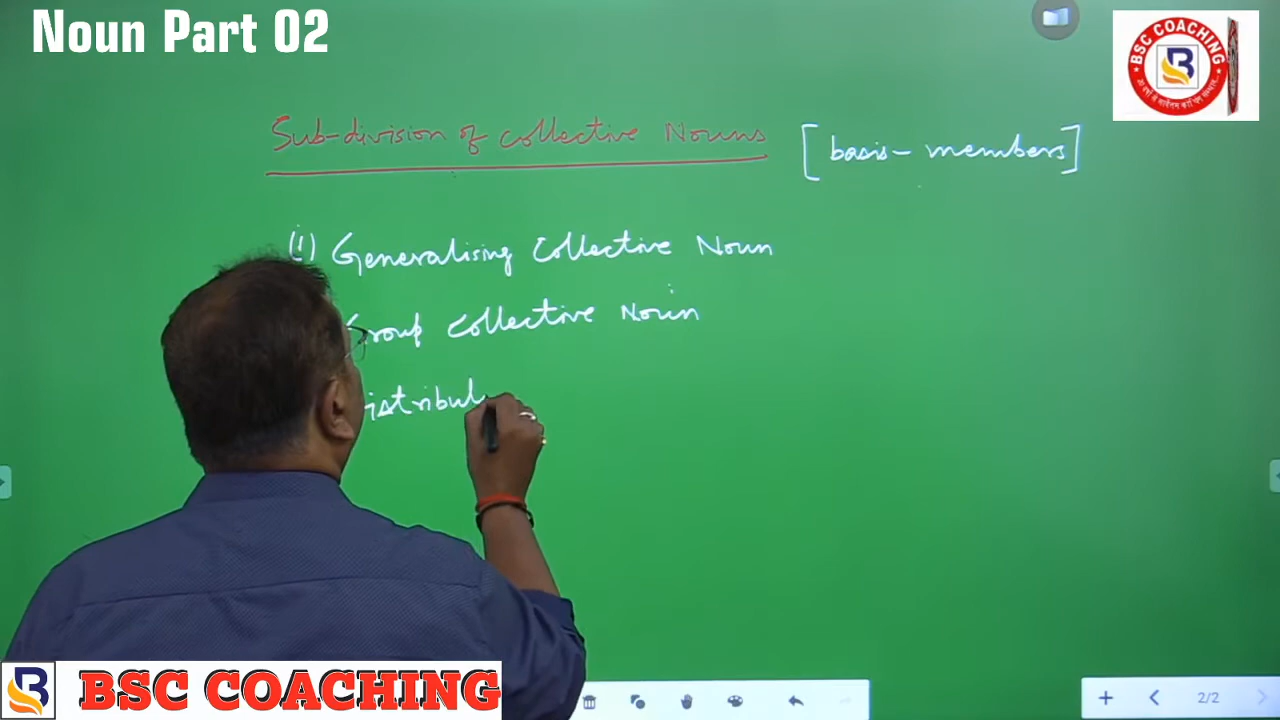 Noun Part 02
BSC COACHING
Sub-division of collective Nouns [basis- members]
(i) Generalising Collective Noun
Group Collective Noun
istribut
BSC COACHING
2/2